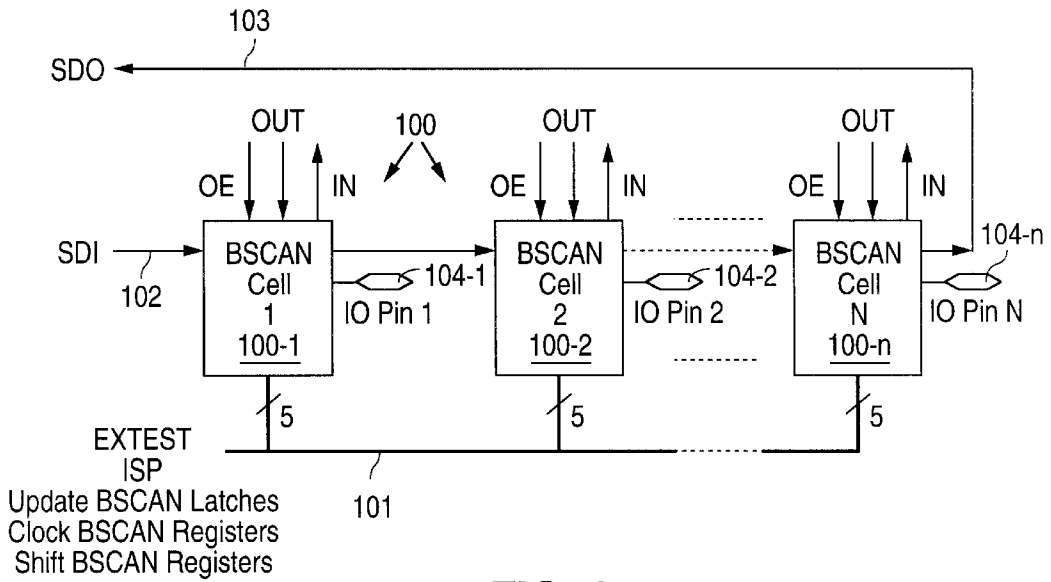 103
SDO
OUT 100 OUT OUT
OE IN OE IN OE IN
SDI
102
BSCAN
Cell
1
100-1
104-1
IO Pin 1
BSCAN
Cell
2
100-2
104-2
IO Pin 2
BSCAN
Cell
N
100-n
104-n
IO Pin N
5 5 5
EXTEST
ISP
Update BSCAN Latches
Clock BSCAN Registers
Shift BSCAN Registers
101